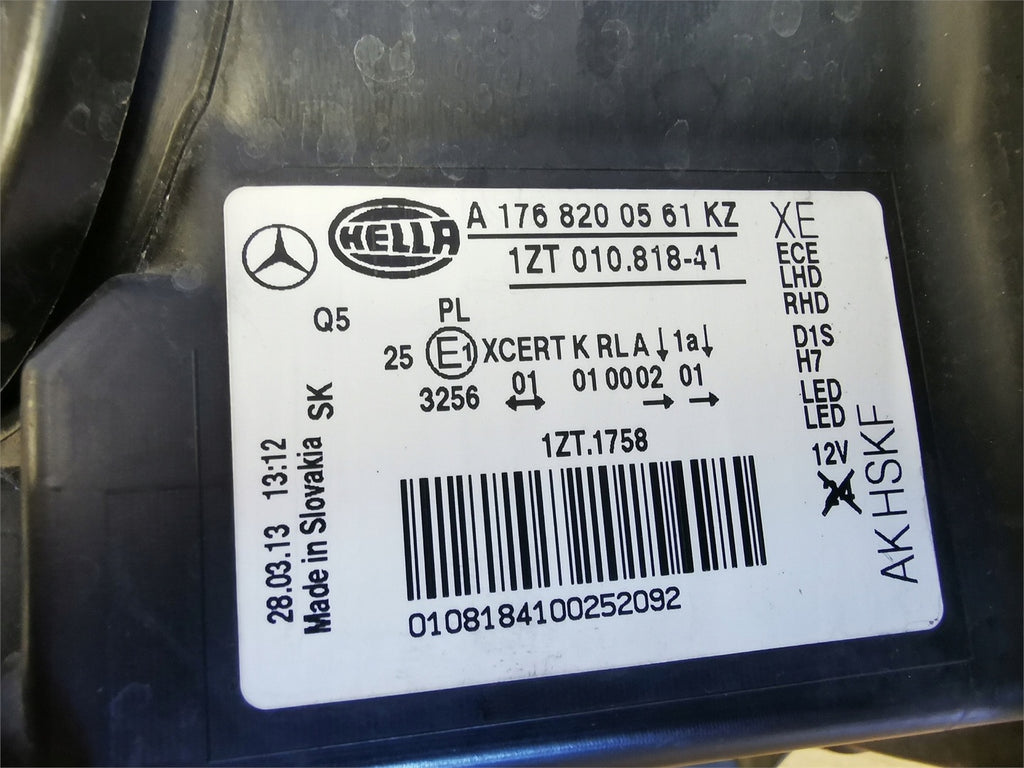 HELLA
A 176 820 05 61 KZ
1ZT 010.818-41
XE
ECE
LHD
RHD
D1S
H7
LED
LED
12V
AK HSKF
Q5
PL
25 E1 XCERT K RL A ↓ 1a ↓
3256 01 01 00 02 01
↔ → →
1ZT.1758
0108184100252092
28.03.13 13:12
Made in Slovakia SK